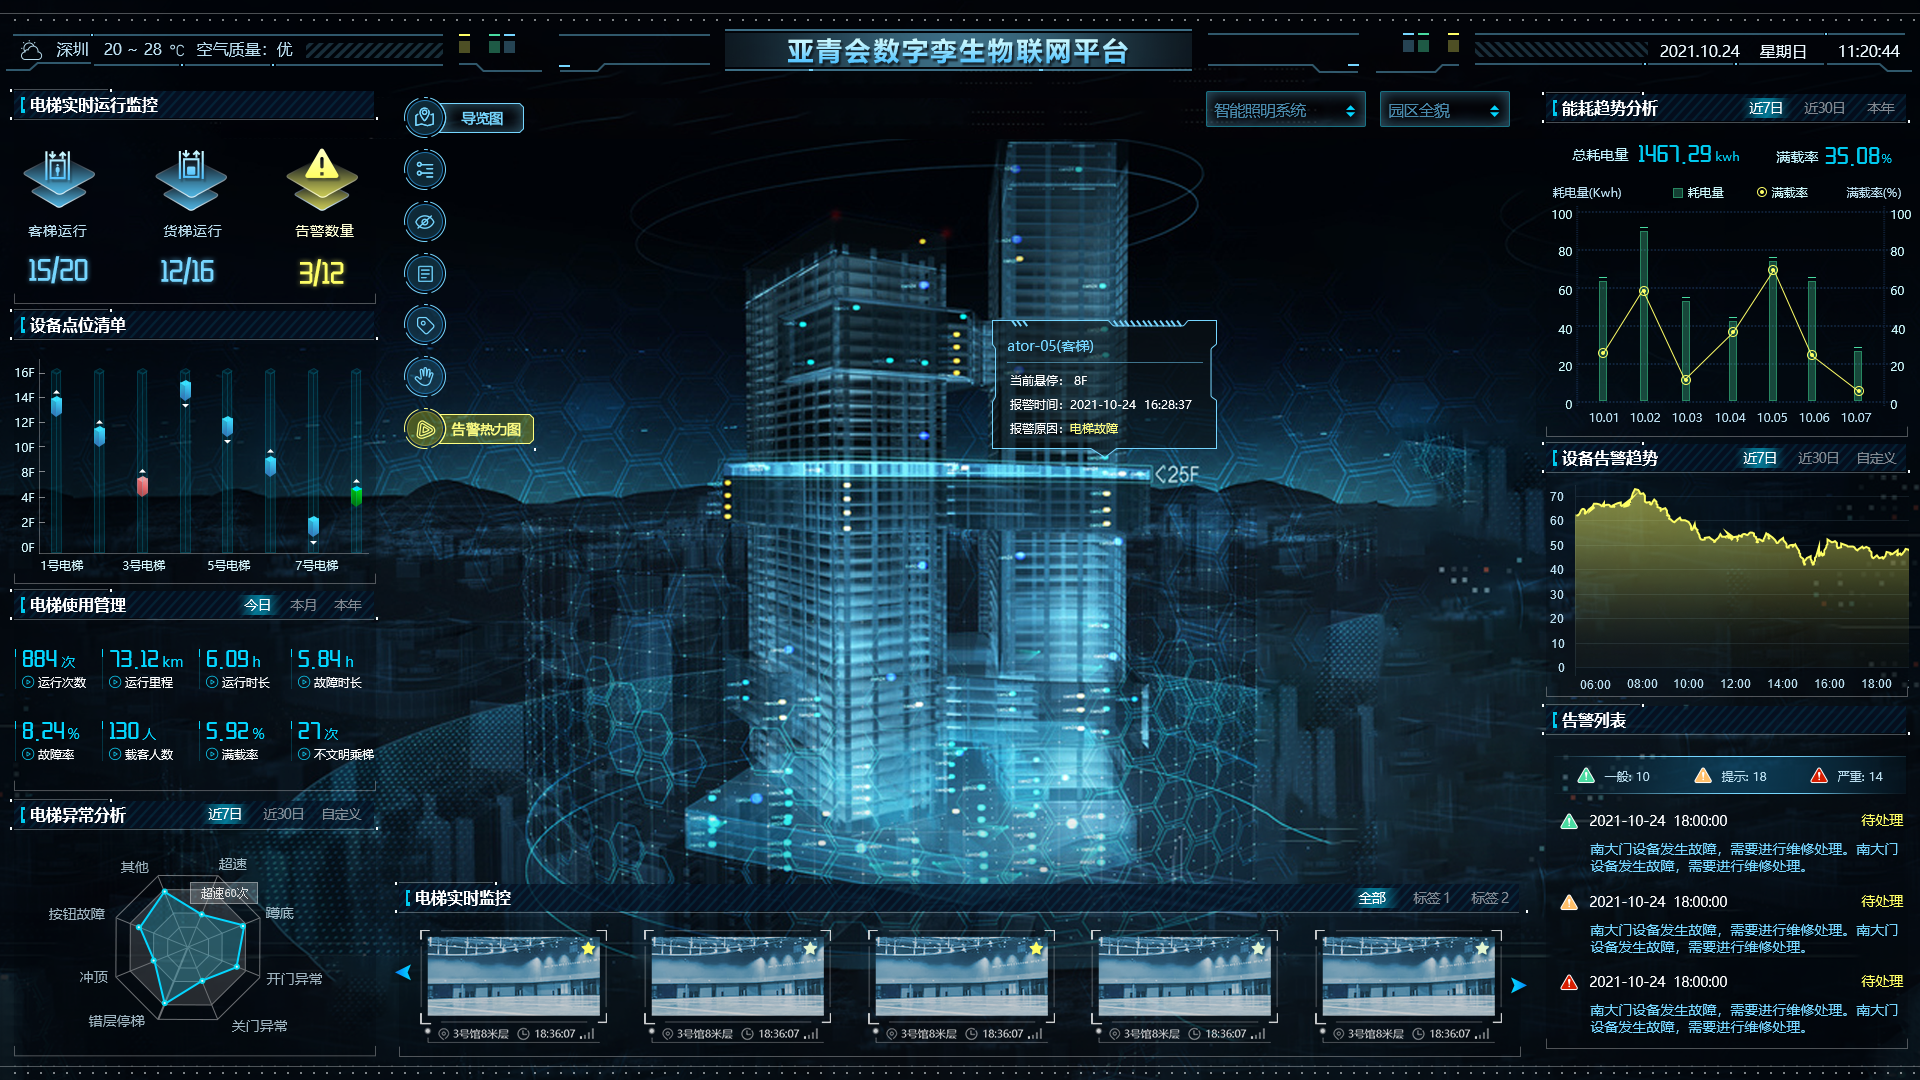 深圳 20 ~ 28 ℃ 空气质量：优
亚青会数字孪生物联网平台
2021.10.24 星期日 11:20:44
电梯实时运行监控
客梯运行 货梯运行 告警数量
15/20 12/16 3/12
设备点位清单
16F
14F
12F
10F
8F
4F
2F
0F
1号电梯 3号电梯 5号电梯 7号电梯
电梯使用管理 今日 本月 本年
884 次 73.12 km 6.09 h 5.84 h
运行次数 运行里程 运行时长 故障时长
8.24 % 130 人 5.92 % 27 次
故障率 载客人数 满载率 不文明乘梯
电梯异常分析 近7日 近30日 自定义
其他 超速
超速60次
按钮故障 蹲底
冲顶 开门异常
错层停梯 关门异常
导览图
告警热力图
智能照明系统 园区全貌
ator-05(客梯)
当前悬停： 8F
报警时间：2021-10-24 16:28:37
报警原因：电梯故障
25F
电梯实时监控 全部 标签 1 标签 2
3号馆8米层 18:36:07
3号馆8米层 18:36:07
3号馆8米层 18:36:07
3号馆8米层 18:36:07
3号馆8米层 18:36:07
能耗趋势分析 近7日 近30日 本年
总耗电量 1467.29 kwh 满载率 35.08%
耗电量(Kwh) 耗电量 满载率 满载率(%)
100 100
80 80
60 60
40 40
20 20
0 0
10.01 10.02 10.03 10.04 10.05 10.06 10.07
设备告警趋势 近7日 近30日 自定义
70
60
50
40
30
20
10
0
06:00 08:00 10:00 12:00 14:00 16:00 18:00
告警列表
一般: 10 提示: 18 严重: 14
2021-10-24 18:00:00 待处理
南大门设备发生故障，需要进行维修处理。南大门
设备发生故障，需要进行维修处理。
2021-10-24 18:00:00 待处理
南大门设备发生故障，需要进行维修处理。南大门
设备发生故障，需要进行维修处理。
2021-10-24 18:00:00 待处理
南大门设备发生故障，需要进行维修处理。南大门
设备发生故障，需要进行维修处理。